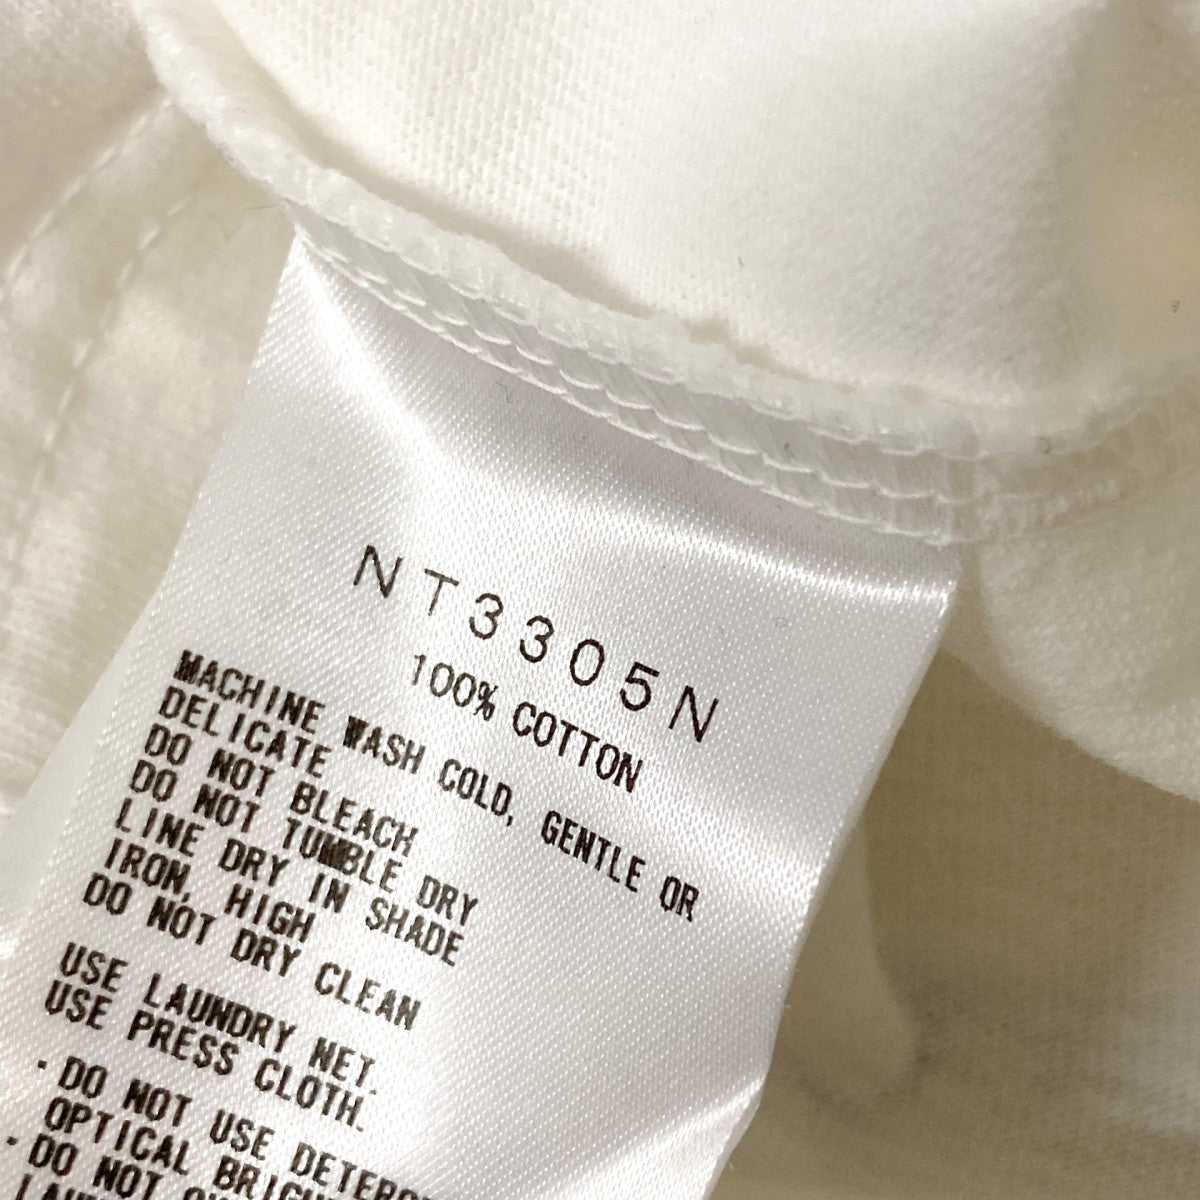 NT3305N
100% COTTON
MACHINE WASH COLD, GENTLE OR
DELICATE
DO NOT BLEACH
DO NOT TUMBLE DRY
LINE DRY IN SHADE
IRON, HIGH
DO NOT DRY CLEAN
USE LAUNDRY NET.
USE PRESS CLOTH.
・DO NOT USE
OPTICAL
・DO NOT